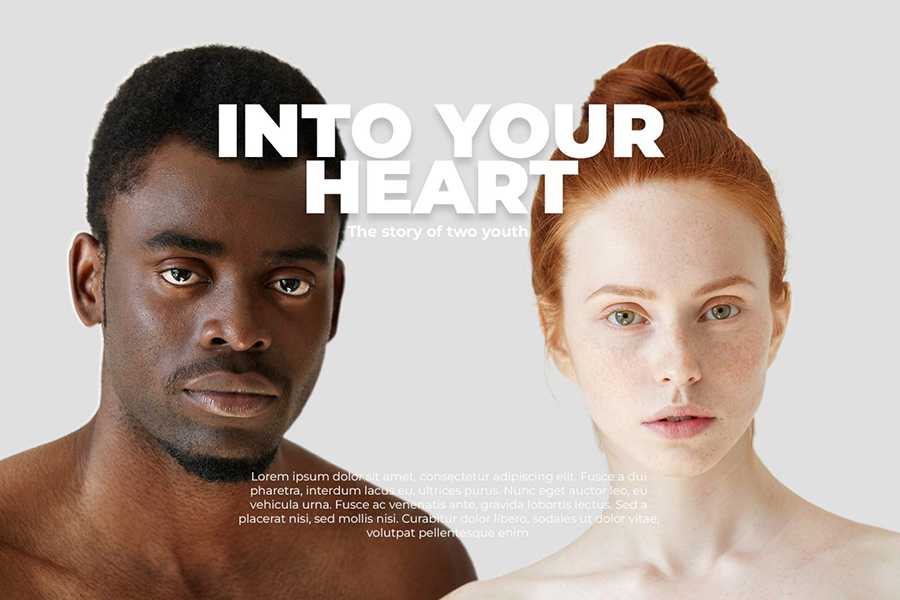 INTO YOUR
HEART
The story of two youth
Lorem ipsum dolor sit amet, consectetur adipiscing elit. Fusce a dui
pharetra, interdum lacus eu, ultrices purus. Nunc eget auctor leo, eu
vehicula urna. Fusce ac venenatis ante, gravida lobortis lectus. Sed a
placerat nisi, sed mollis nisi. Curabitur dolor libero, sodales ut dolor vitae,
volutpat pellentesque enim.